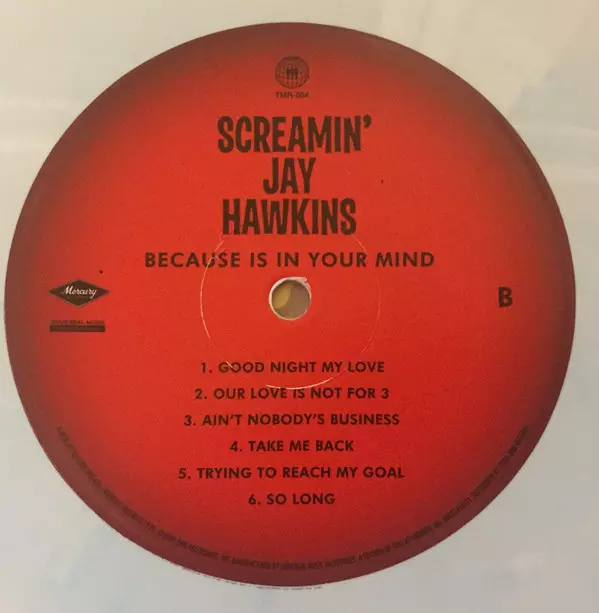 TMR-004
SCREAMIN'
JAY
HAWKINS
BECAUSE IS IN YOUR MIND
Mercury
B
1. GOOD NIGHT MY LOVE
2. OUR LOVE IS NOT FOR 3
3. AIN'T NOBODY'S BUSINESS
4. TAKE ME BACK
5. TRYING TO REACH MY GOAL
6. SO LONG